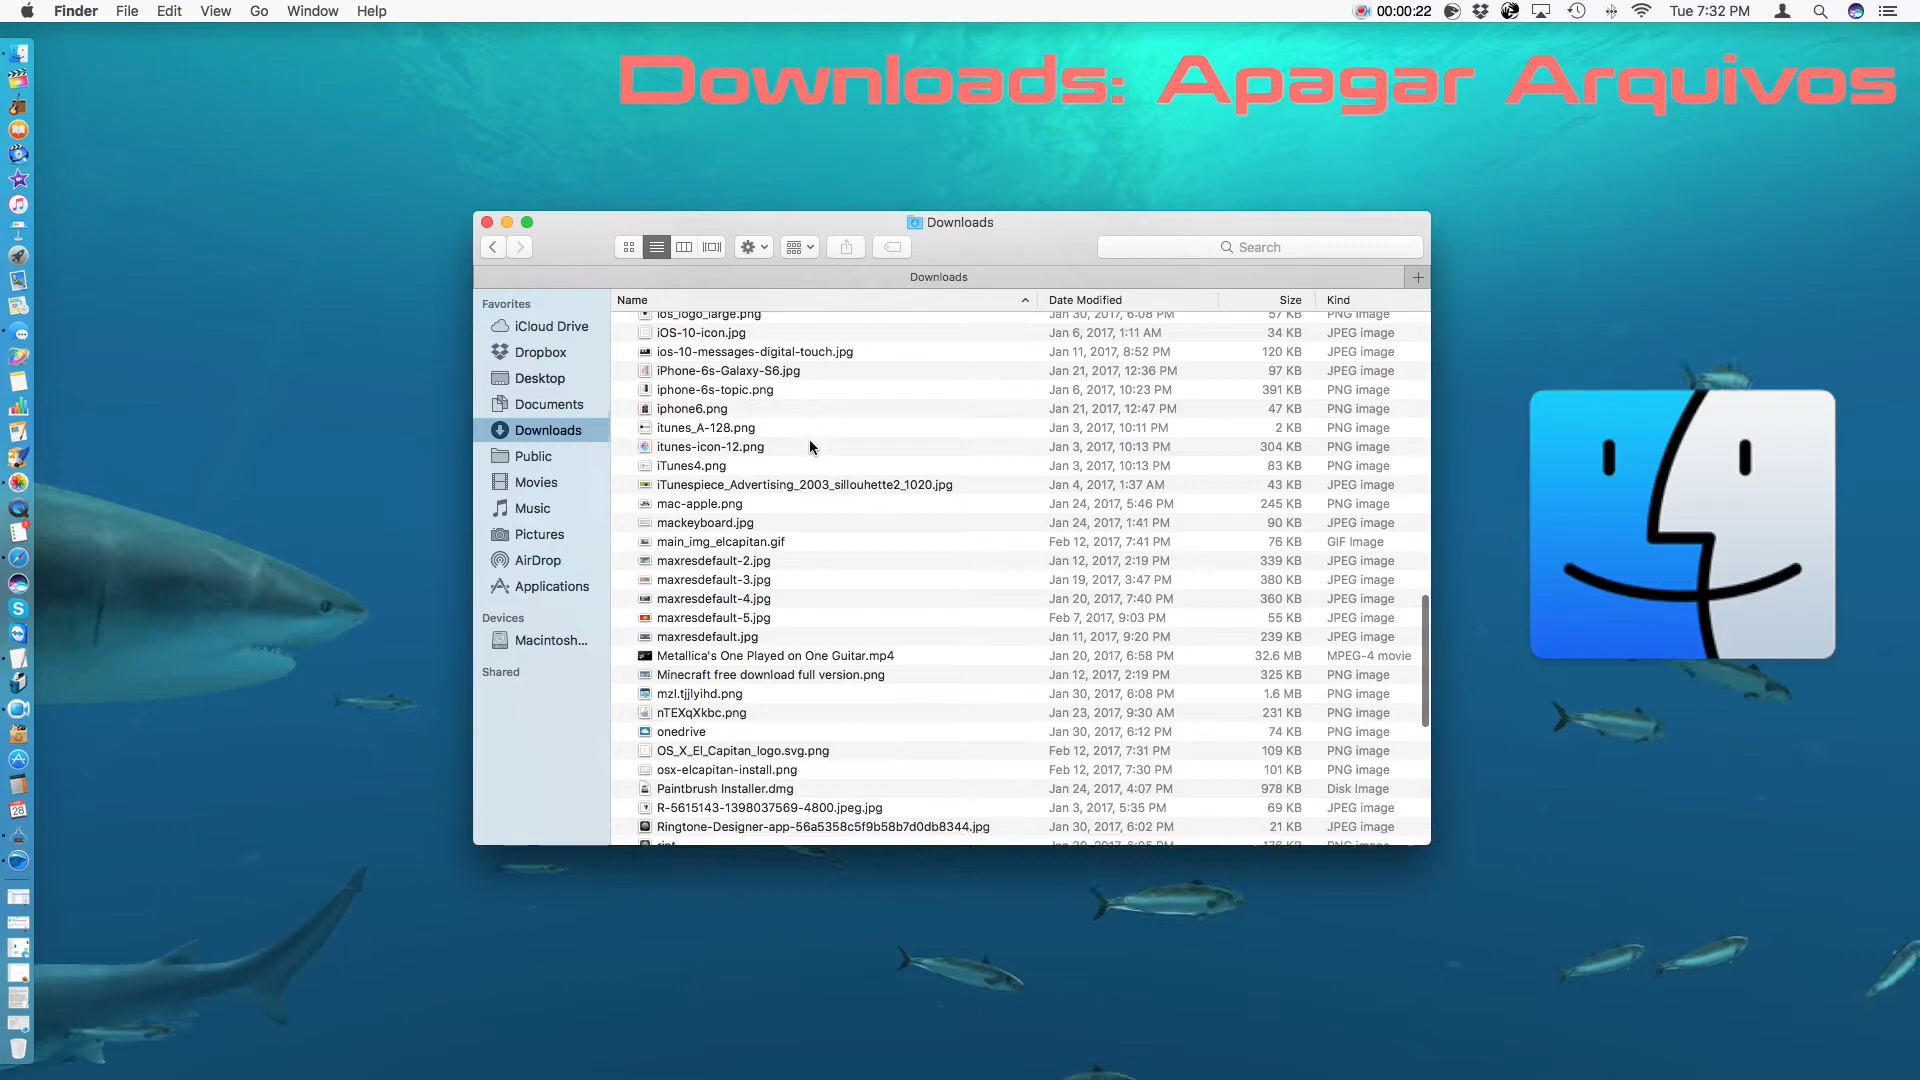 Finder File Edit View Go Window Help 00:00:22 Tue 7:32 PM
Downloads: Apagar Arquivos
Downloads
Search
Downloads
Favorites
iCloud Drive
Dropbox
Desktop
Documents
Downloads
Public
Movies
Music
Pictures
AirDrop
Applications
Devices
Macintosh...
Shared
Name Date Modified Size Kind
ios_logo_large.png Jan 30, 2017, 6:08 PM 57 KB PNG image
iOS-10-icon.jpg Jan 6, 2017, 1:11 AM 34 KB JPEG image
ios-10-messages-digital-touch.jpg Jan 11, 2017, 8:52 PM 120 KB JPEG image
iPhone-6s-Galaxy-S6.jpg Jan 21, 2017, 12:36 PM 97 KB JPEG image
iphone-6s-topic.png Jan 6, 2017, 10:23 PM 391 KB PNG image
iphone6.png Jan 21, 2017, 12:47 PM 47 KB PNG image
itunes_A-128.png Jan 3, 2017, 10:11 PM 2 KB PNG image
itunes-icon-12.png Jan 3, 2017, 10:13 PM 304 KB PNG image
iTunes4.png Jan 3, 2017, 10:13 PM 83 KB PNG image
iTunespiece_Advertising_2003_sillouhette2_1020.jpg Jan 4, 2017, 1:37 AM 43 KB JPEG image
mac-apple.png Jan 24, 2017, 5:46 PM 245 KB PNG image
mackeyboard.jpg Jan 24, 2017, 1:41 PM 90 KB JPEG image
main_img_elcapitan.gif Feb 12, 2017, 7:41 PM 76 KB GIF Image
maxresdefault-2.jpg Jan 12, 2017, 2:19 PM 339 KB JPEG image
maxresdefault-3.jpg Jan 19, 2017, 3:47 PM 380 KB JPEG image
maxresdefault-4.jpg Jan 20, 2017, 7:40 PM 360 KB JPEG image
maxresdefault-5.jpg Feb 7, 2017, 9:03 PM 55 KB JPEG image
maxresdefault.jpg Jan 11, 2017, 9:20 PM 239 KB JPEG image
Metallica's One Played on One Guitar.mp4 Jan 20, 2017, 6:58 PM 32.6 MB MPEG-4 movie
Minecraft free download full version.png Jan 12, 2017, 2:19 PM 325 KB PNG image
mzl.tjjlyihd.png Jan 30, 2017, 6:08 PM 1.6 MB PNG image
nTEXqXkbc.png Jan 23, 2017, 9:30 AM 231 KB PNG image
onedrive Jan 30, 2017, 6:12 PM 74 KB PNG image
OS_X_El_Capitan_logo.svg.png Feb 12, 2017, 7:31 PM 109 KB PNG image
osx-elcapitan-install.png Feb 12, 2017, 7:30 PM 101 KB PNG image
Paintbrush Installer.dmg Jan 24, 2017, 4:07 PM 978 KB Disk Image
R-5615143-1398037569-4800.jpeg.jpg Jan 3, 2017, 5:35 PM 69 KB JPEG image
Ringtone-Designer-app-56a5358c5f9b58b7d0db8344.jpg Jan 30, 2017, 6:02 PM 21 KB JPEG image